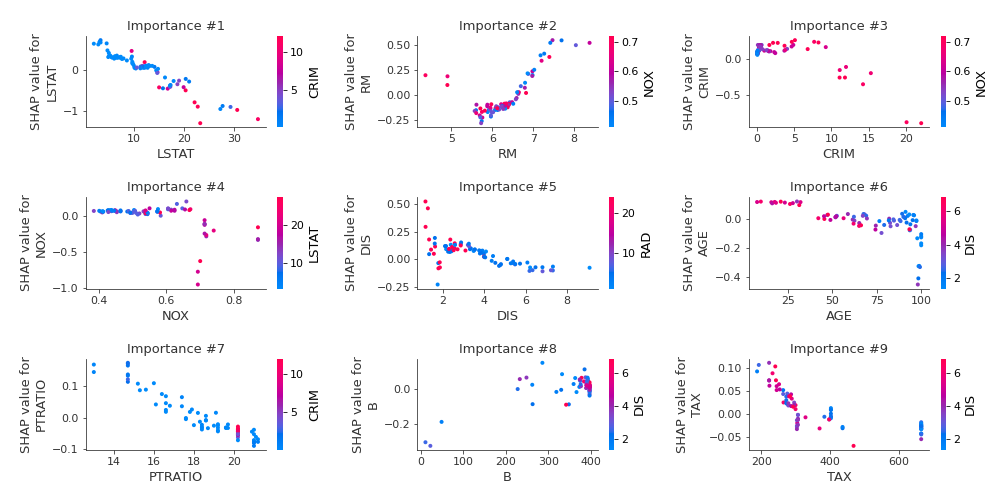 Importance #1
SHAP value for
LSTAT
0
−1
10
20
30
LSTAT
10
5
CRIM
Importance #2
SHAP value for
RM
0.50
0.25
0.00
−0.25
5
6
7
8
RM
0.7
0.6
0.5
NOX
Importance #3
SHAP value for
CRIM
0.0
−0.5
0
5
10
15
20
CRIM
0.7
0.6
0.5
NOX
Importance #4
SHAP value for
NOX
0.0
−0.5
−1.0
0.4
0.6
0.8
NOX
20
10
LSTAT
Importance #5
SHAP value for
DIS
0.50
0.25
0.00
−0.25
2
4
6
8
DIS
20
10
RAD
Importance #6
SHAP value for
AGE
0.0
−0.2
−0.4
25
50
75
100
AGE
6
4
2
DIS
Importance #7
SHAP value for
PTRATIO
0.1
0.0
−0.1
14
16
18
20
PTRATIO
10
5
CRIM
Importance #8
SHAP value for
B
0.0
−0.2
0
100
200
300
400
B
6
4
2
DIS
Importance #9
SHAP value for
TAX
0.10
0.05
0.00
−0.05
200
400
600
TAX
6
4
2
DIS